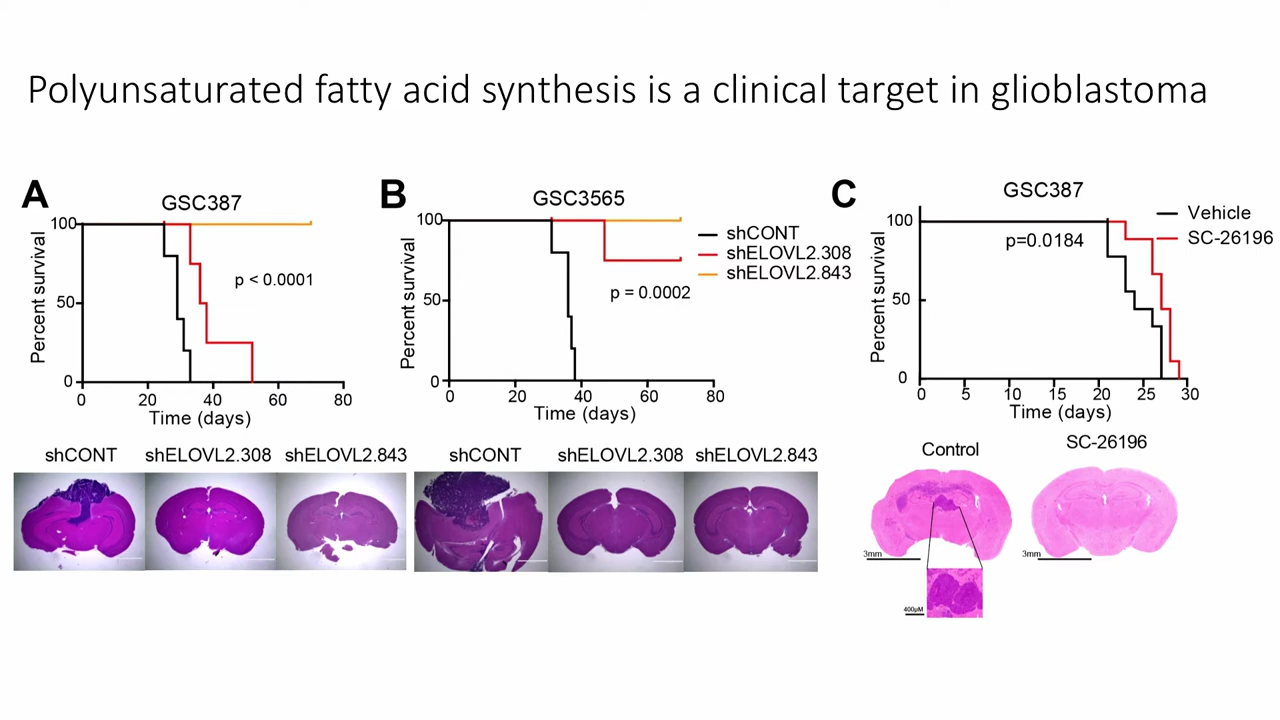 Polyunsaturated fatty acid synthesis is a clinical target in glioblastoma
A
GSC387
Percent survival
100
50
0
p < 0.0001
0 20 40 60 80
Time (days)
shCONT shELOVL2.308 shELOVL2.843
B
GSC3565
Percent survival
100
50
0
shCONT
shELOVL2.308
shELOVL2.843
p = 0.0002
0 20 40 60 80
Time (days)
shCONT shELOVL2.308 shELOVL2.843
C
GSC387
Percent survival
100
50
0
p=0.0184
Vehicle
SC-26196
0 5 10 15 20 25 30
Time (days)
Control SC-26196
3mm 3mm
400µM